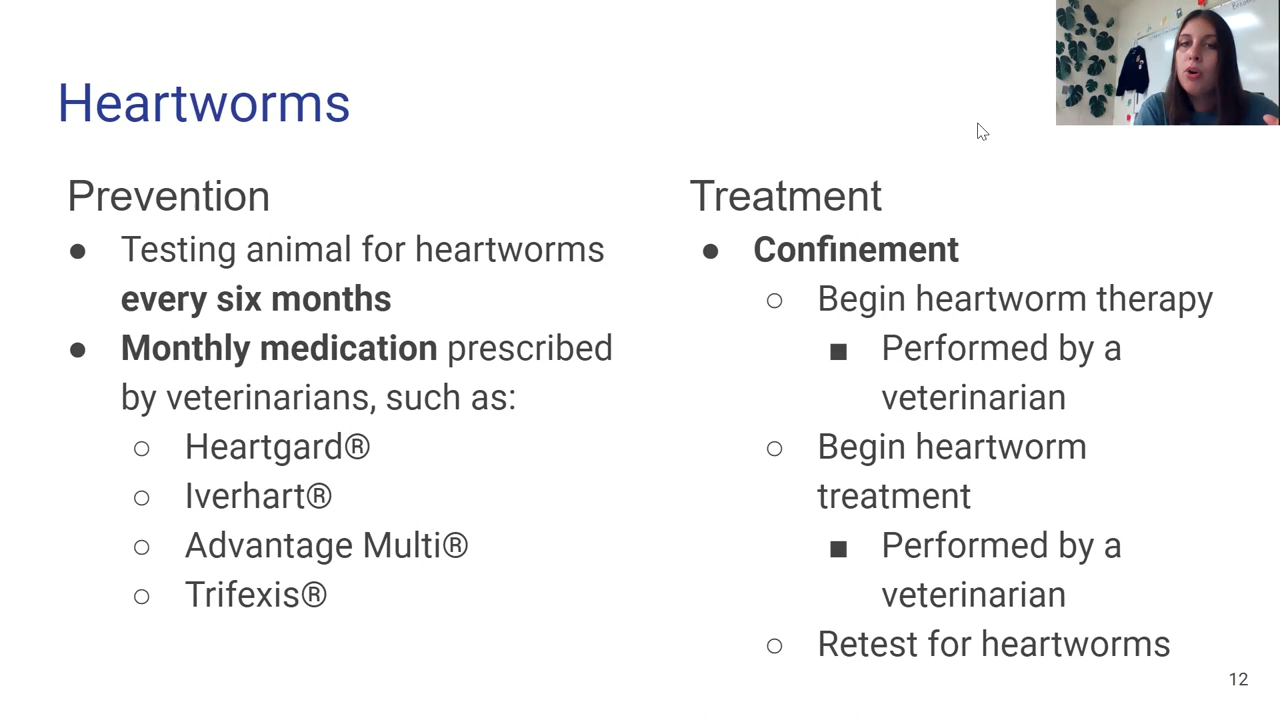 Heartworms
Prevention
● Testing animal for heartworms
every six months
● Monthly medication prescribed
by veterinarians, such as:
○ Heartgard®
○ Iverhart®
○ Advantage Multi®
○ Trifexis®
Treatment
● Confinement
○ Begin heartworm therapy
■ Performed by a
veterinarian
○ Begin heartworm
treatment
■ Performed by a
veterinarian
○ Retest for heartworms
12